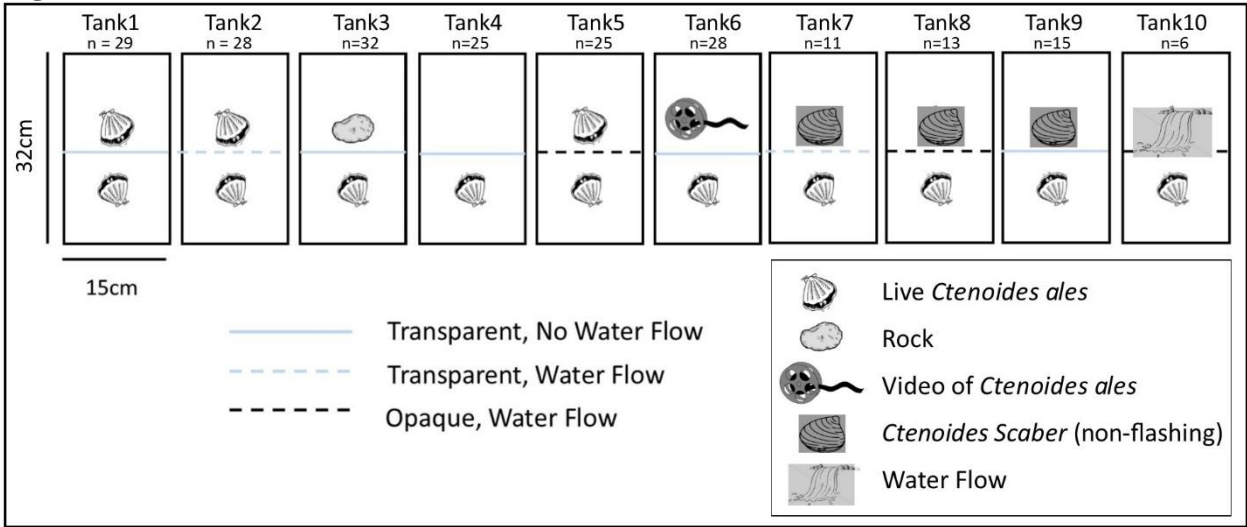 Tank1 Tank2 Tank3 Tank4 Tank5 Tank6 Tank7 Tank8 Tank9 Tank10
n = 29 n = 28 n=32 n=25 n=25 n=28 n=11 n=13 n=15 n=6
32cm
15cm
Transparent, No Water Flow
Transparent, Water Flow
Opaque, Water Flow
Live Ctenoides ales
Rock
Video of Ctenoides ales
Ctenoides Scaber (non-flashing)
Water Flow